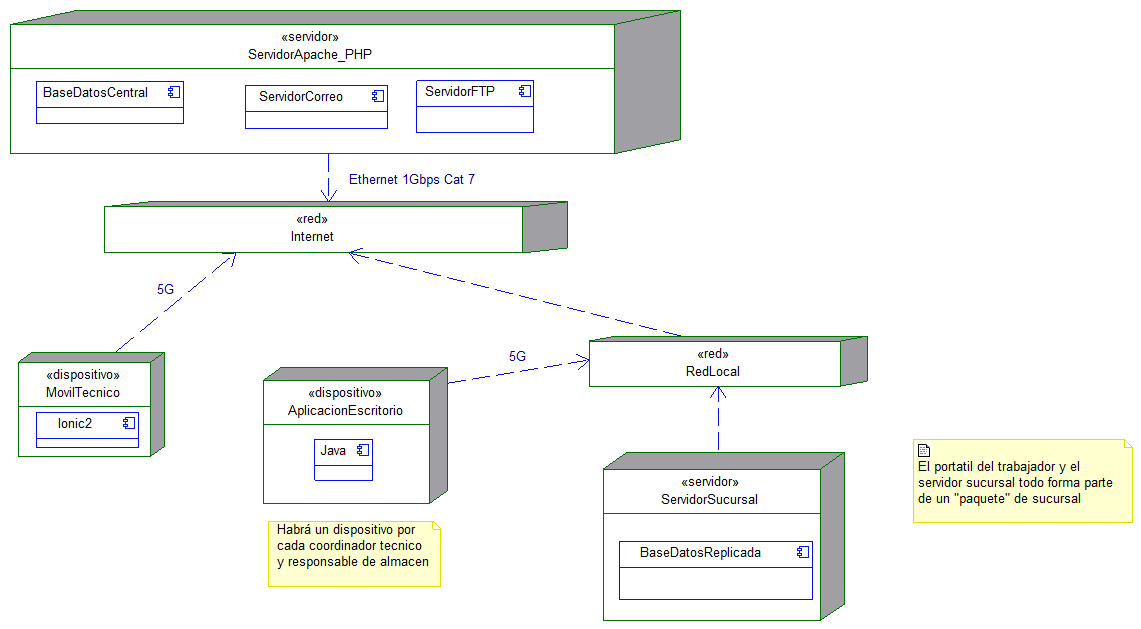 «servidor»
ServidorApache_PHP
BaseDatosCentral
ServidorCorreo
ServidorFTP
Ethernet 1Gbps Cat 7
«red»
Internet
5G
«dispositivo»
MovilTecnico
Ionic2
5G
«dispositivo»
AplicacionEscritorio
Java
«red»
RedLocal
«servidor»
ServidorSucursal
BaseDatosReplicada
El portatil del trabajador y el
servidor sucursal todo forma parte
de un "paquete" de sucursal
Habrá un dispositivo por
cada coordinador tecnico
y responsable de almacen